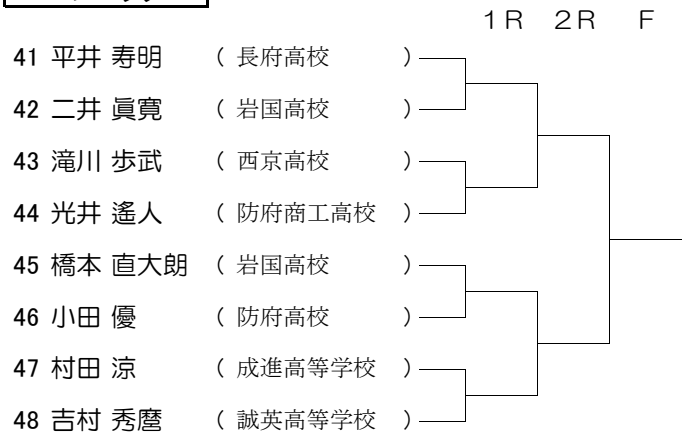 1R 2R F
41 平井 寿明 ( 長府高校 )
42 二井 眞寛 ( 岩国高校 )
43 滝川 歩武 ( 西京高校 )
44 光井 遙人 ( 防府商工高校 )
45 橋本 直大朗 ( 岩国高校 )
46 小田 優 ( 防府高校 )
47 村田 涼 ( 成進高等学校 )
48 吉村 秀麿 ( 誠英高等学校 )